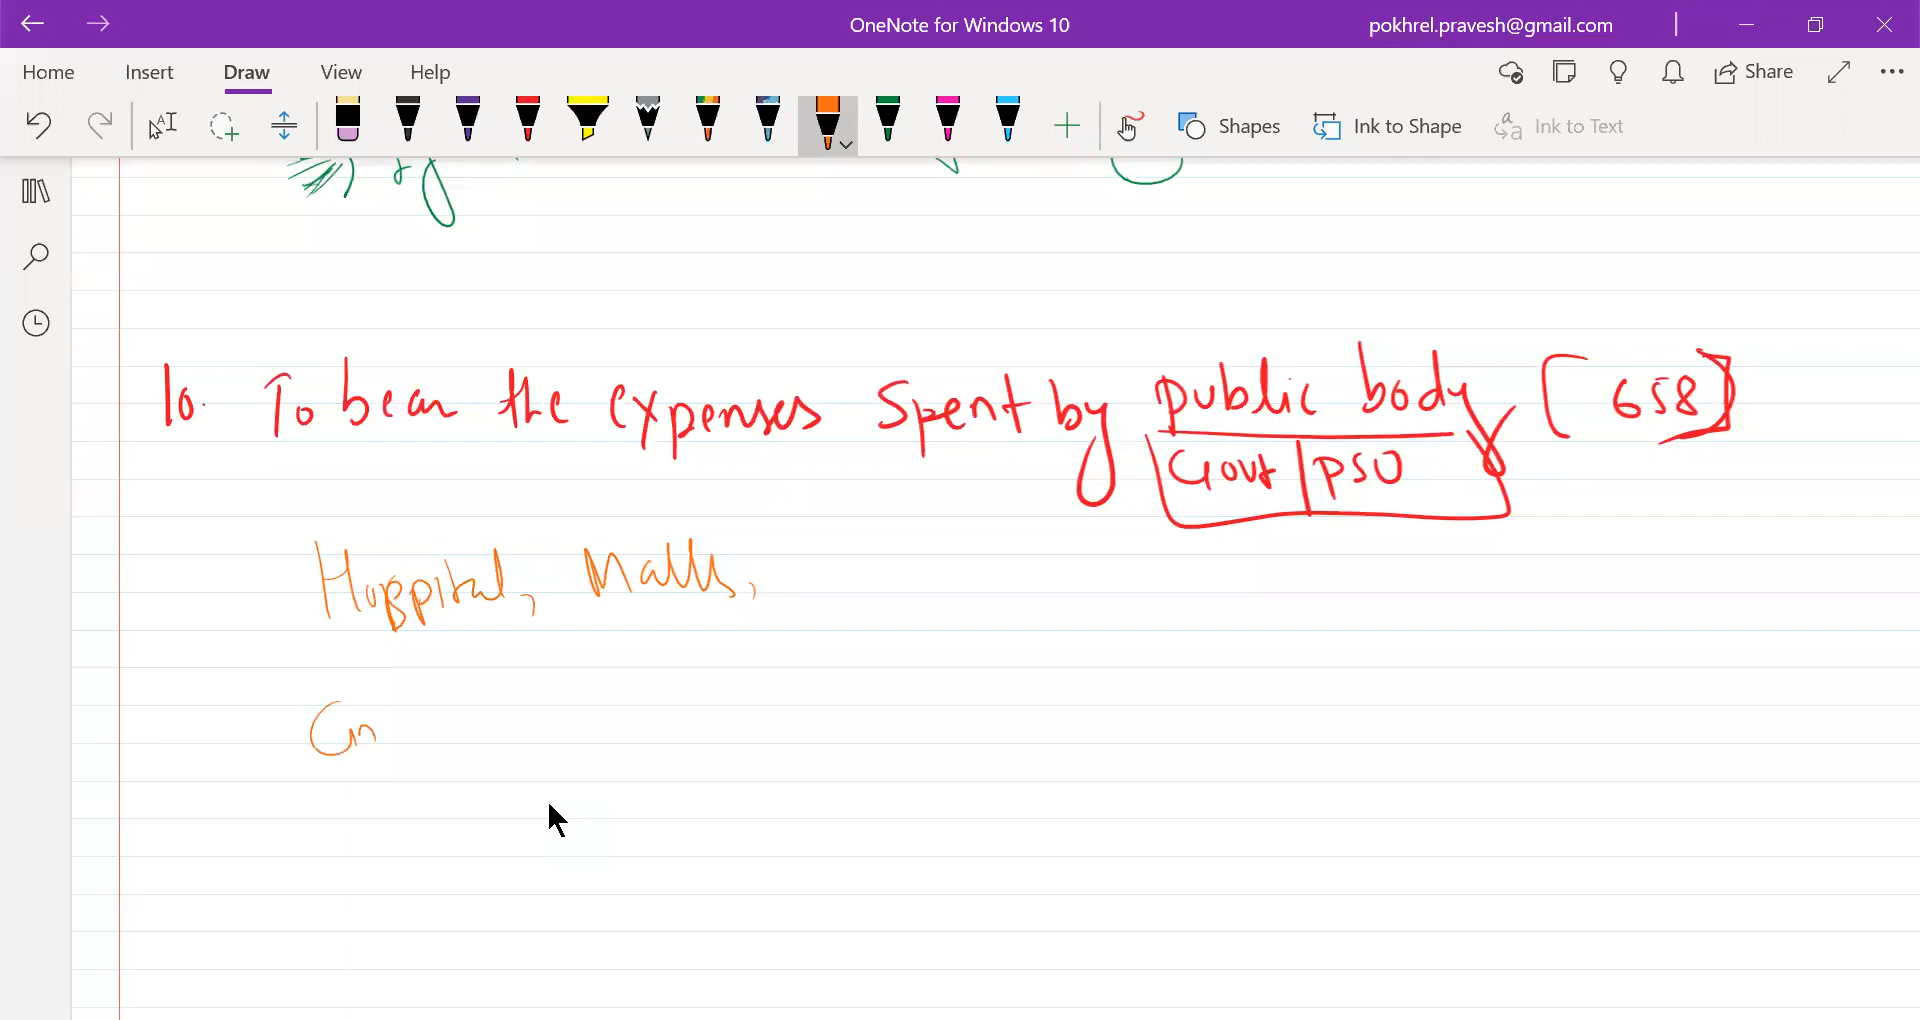 OneNote for Windows 10 pokhrel.pravesh@gmail.com
Home Insert Draw View Help Share
Shapes Ink to Shape Ink to Text
10. To bear the expenses spent by public body [658]
Govt | PSU
Hospital, Malls,